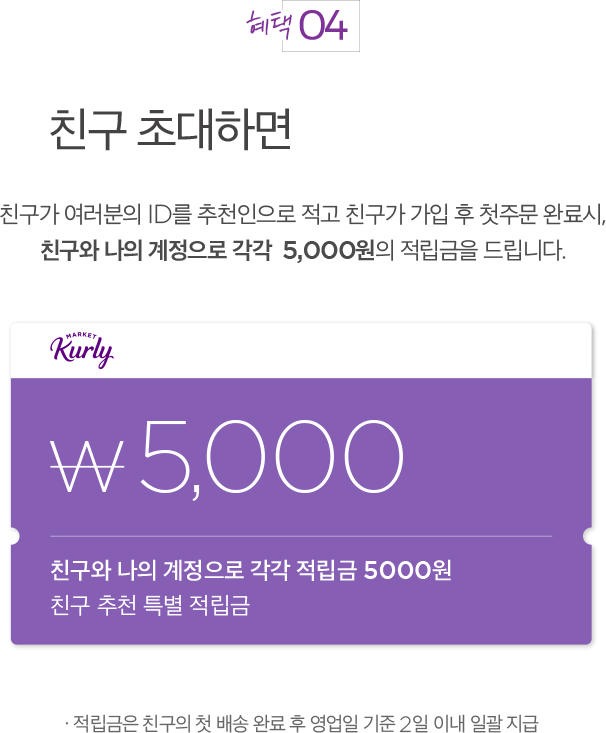 혜택 04
친구 초대하면
친구가 여러분의 ID를 추천인으로 적고 친구가 가입 후 첫주문 완료시,
친구와 나의 계정으로 각각 5,000원의 적립금을 드립니다.
MARKET
Kurly
₩5,000
친구와 나의 계정으로 각각 적립금 5000원
친구 추천 특별 적립금
· 적립금은 친구의 첫 배송 완료 후 영업일 기준 2일 이내 일괄 지급